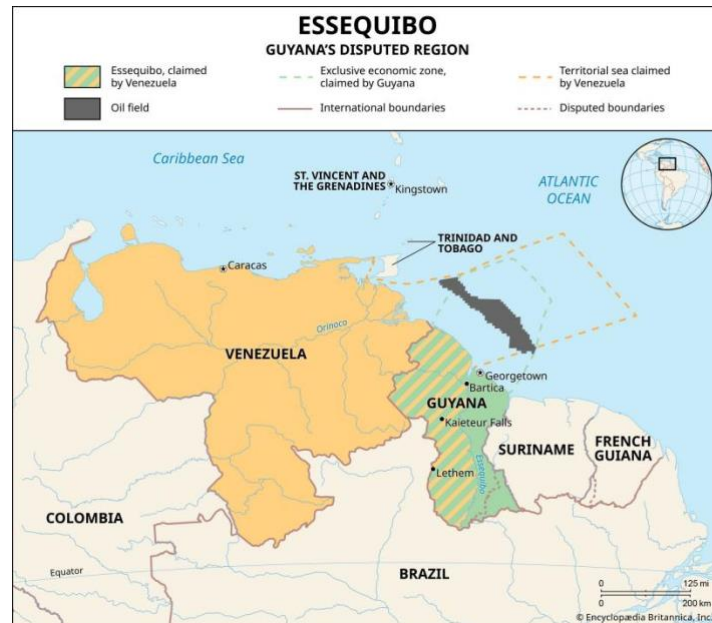 ESSEQUIBO
GUYANA'S DISPUTED REGION
Essequibo, claimed
by Venezuela
Exclusive economic zone,
claimed by Guyana
Territorial sea claimed
by Venezuela
Oil field
International boundaries
Disputed boundaries
Caribbean Sea
ST. VINCENT AND
THE GRENADINES
Kingstown
ATLANTIC
OCEAN
TRINIDAD AND
TOBAGO
Caracas
Orinoco
VENEZUELA
Georgetown
Bartica
GUYANA
Kaieteur Falls
SURINAME
FRENCH
GUIANA
Lethem
Essequibo
COLOMBIA
Equator
BRAZIL
0 125 mi
0 200 km
© Encyclopædia Britannica, Inc.